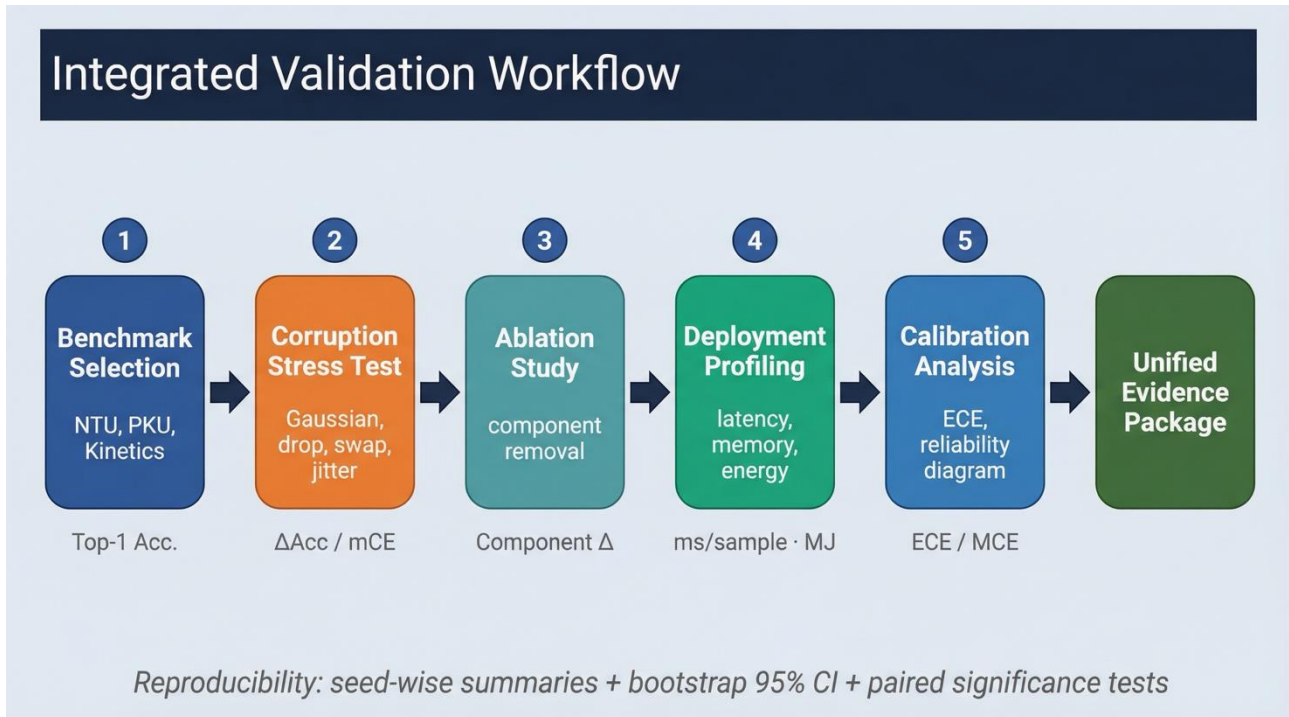 Integrated Validation Workflow
1
2
3
4
5
Benchmark
Selection
NTU, PKU,
Kinetics
Top-1 Acc.
Corruption
Stress Test
Gaussian,
drop, swap,
jitter
ΔAcc / mCE
Ablation
Study
component
removal
Component Δ
Deployment
Profiling
latency,
memory,
energy
ms/sample · MJ
Calibration
Analysis
ECE,
reliability
diagram
ECE / MCE
Unified
Evidence
Package
Reproducibility: seed-wise summaries + bootstrap 95% CI + paired significance tests